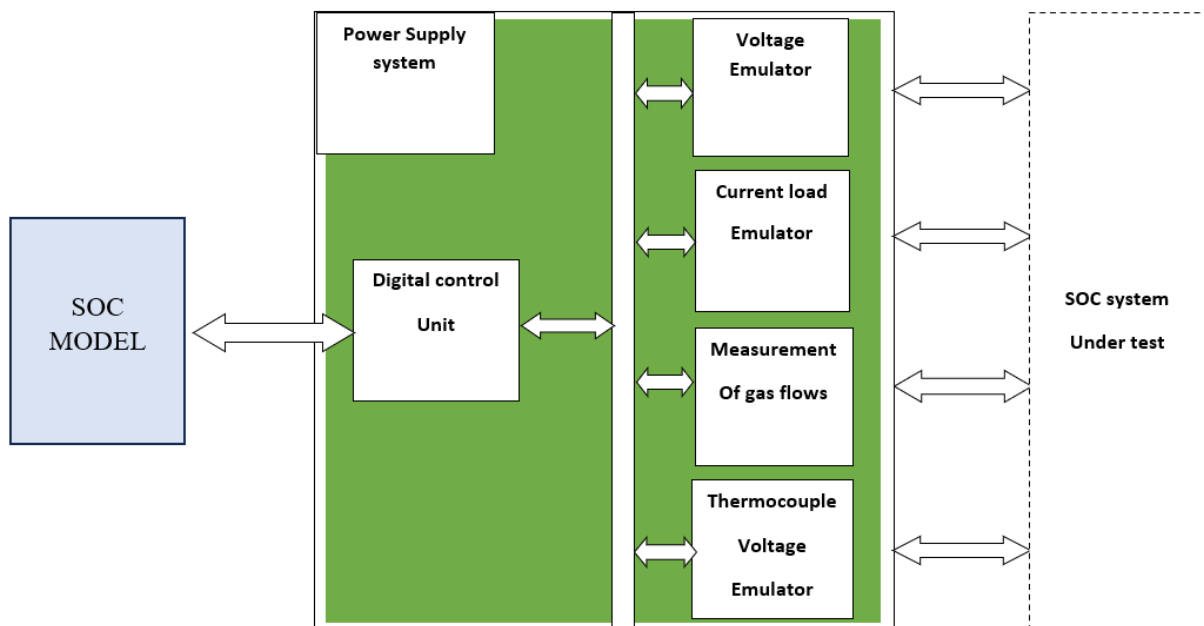 SOC
MODEL
Power Supply
system
Digital control
Unit
Voltage
Emulator
Current load
Emulator
Measurement
Of gas flows
Thermocouple
Voltage
Emulator
SOC system
Under test